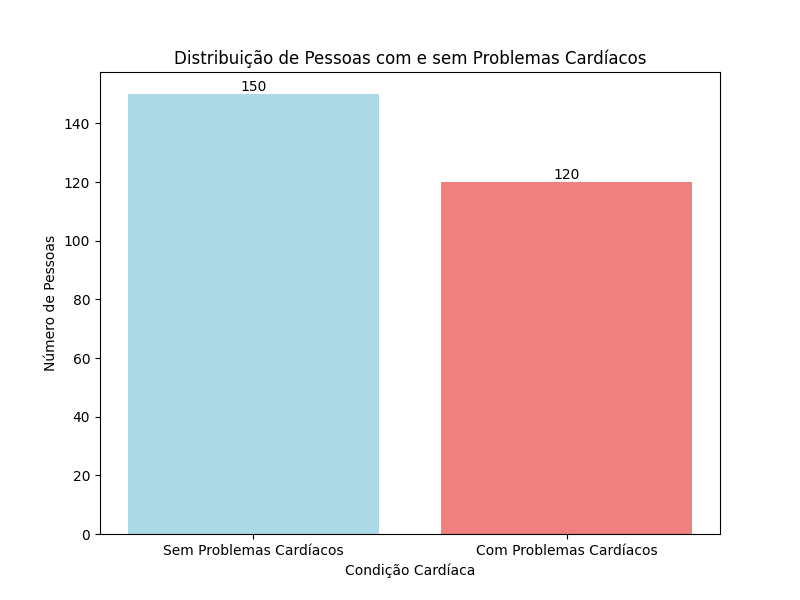 Distribuição de Pessoas com e sem Problemas Cardíacos
150
120
140
120
100
80
60
40
20
0
Número de Pessoas
Sem Problemas Cardíacos
Com Problemas Cardíacos
Condição Cardíaca